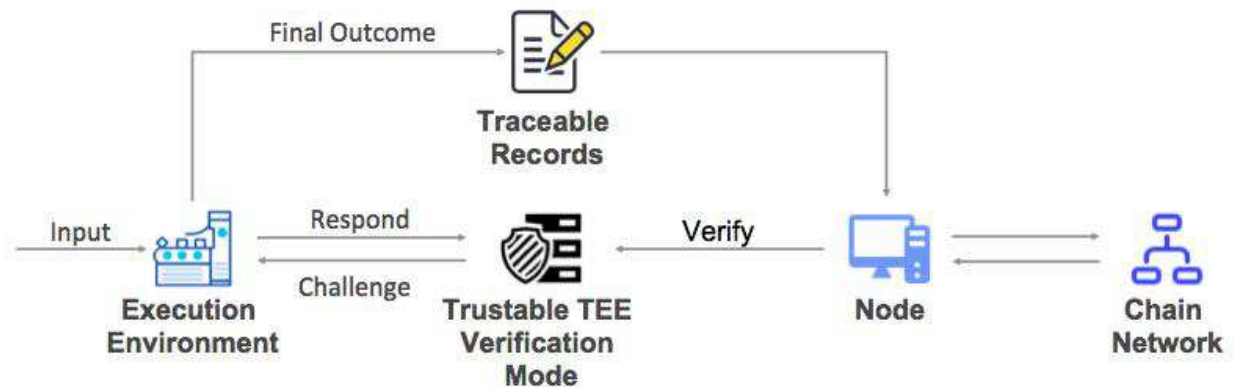 Final Outcome
Traceable
Records
Input
Respond
Challenge
Verify
Execution
Environment
Trustable TEE
Verification
Mode
Node
Chain
Network